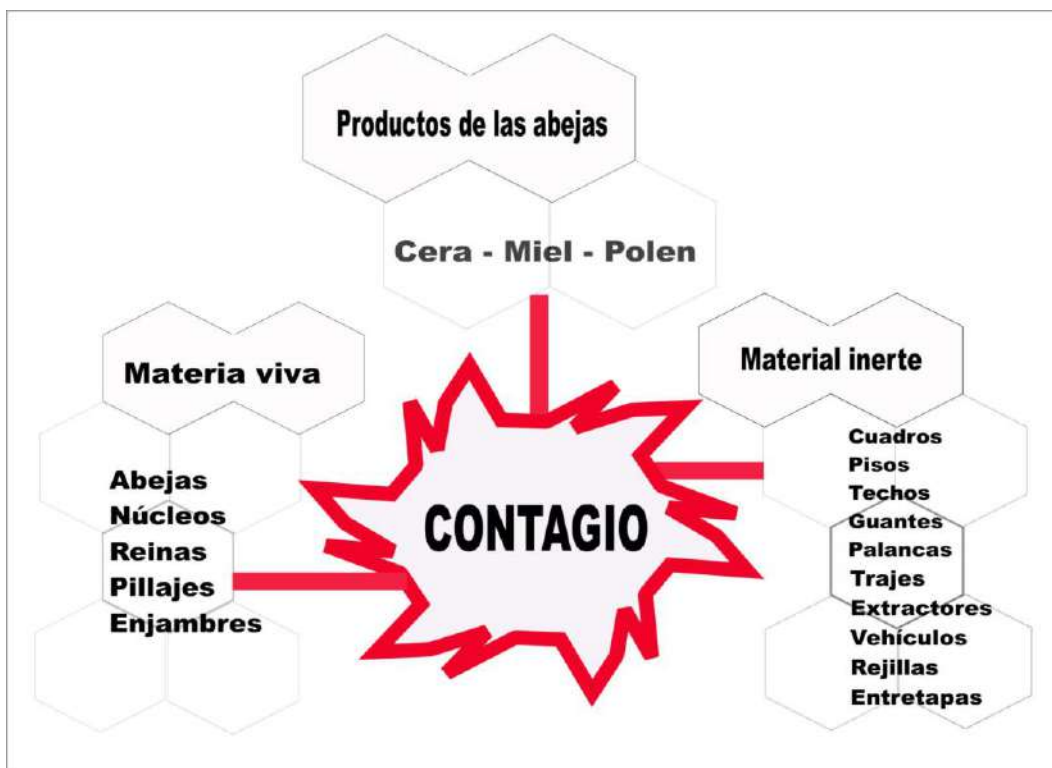 Productos de las abejas
Cera - Miel - Polen
Materia viva
Abejas
Núcleos
Reinas
Pillajes
Enjambres
CONTAGIO
Material inerte
Cuadros
Pisos
Techos
Guantes
Palancas
Trajes
Extractores
Vehículos
Rejillas
Entretapas